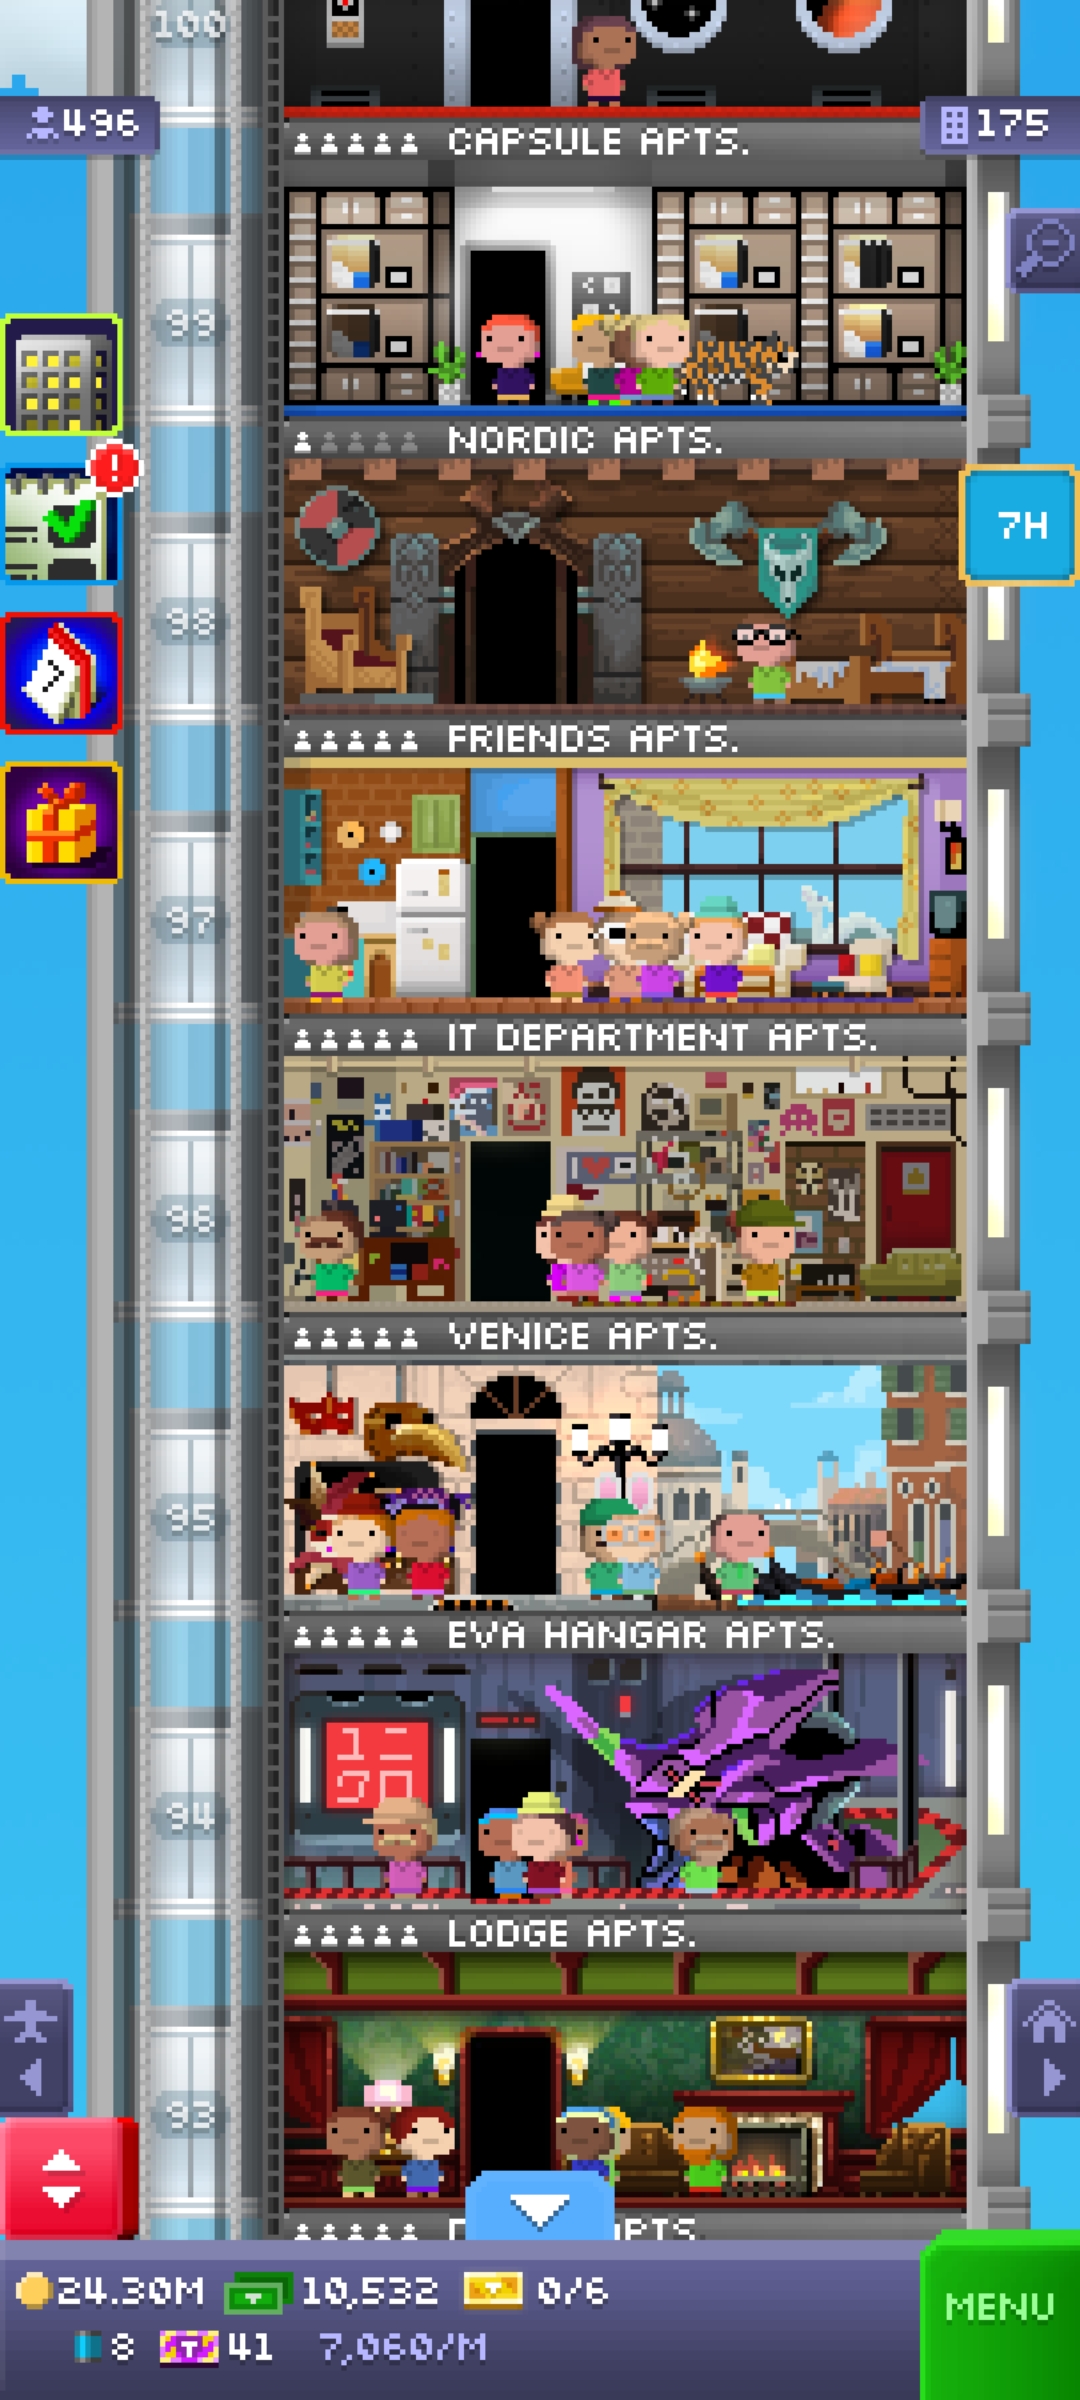 100
496
175
CAPSULE APTS.
99
NORDIC APTS.
7H
98
FRIENDS APTS.
97
IT DEPARTMENT APTS.
96
VENICE APTS.
95
EVA HANGAR APTS.
94
LODGE APTS.
93
24.30M 10,532 0/6
8 41 7,060/M
MENU